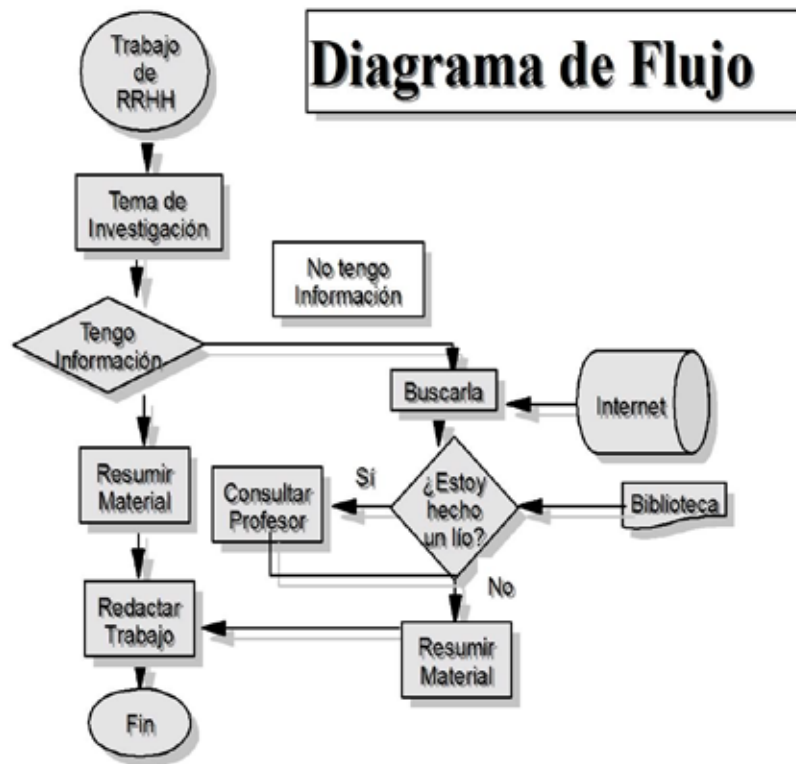 Diagrama de Flujo
Trabajo
de
RRHH
Tema de
Investigación
No tengo
Información
Tengo
Información
Buscarla
Internet
Resumir
Material
Consultar
Profesor
Sí
¿Estoy
hecho
un lío?
Biblioteca
No
Redactar
Trabajo
Resumir
Material
Fin